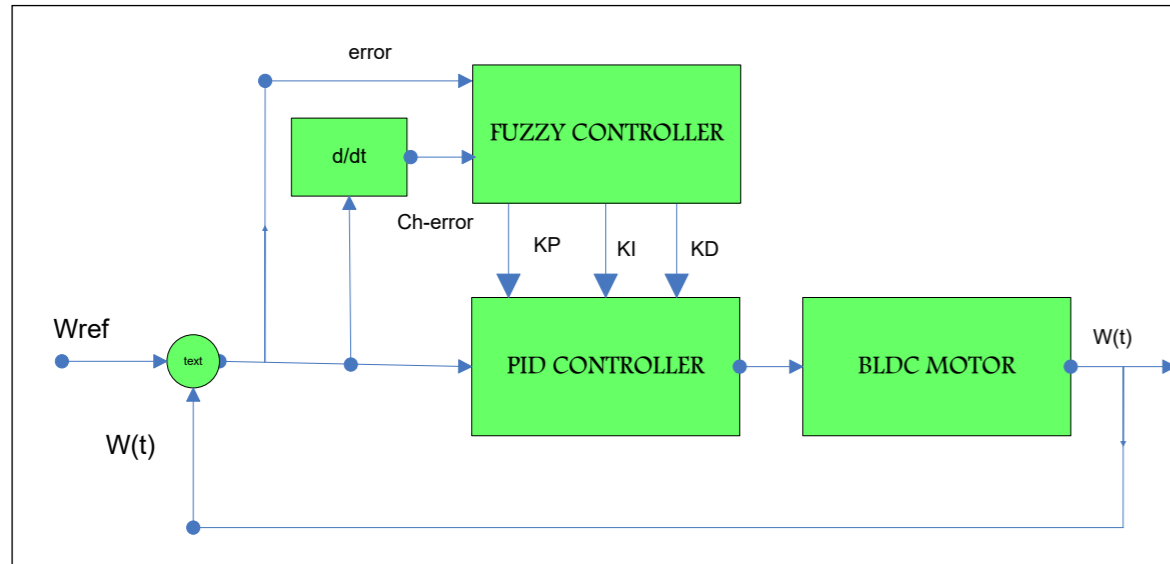 error
FUZZY CONTROLLER
d/dt
Ch-error
KP
KI
KD
Wref
text
PID CONTROLLER
BLDC MOTOR
W(t)
W(t)